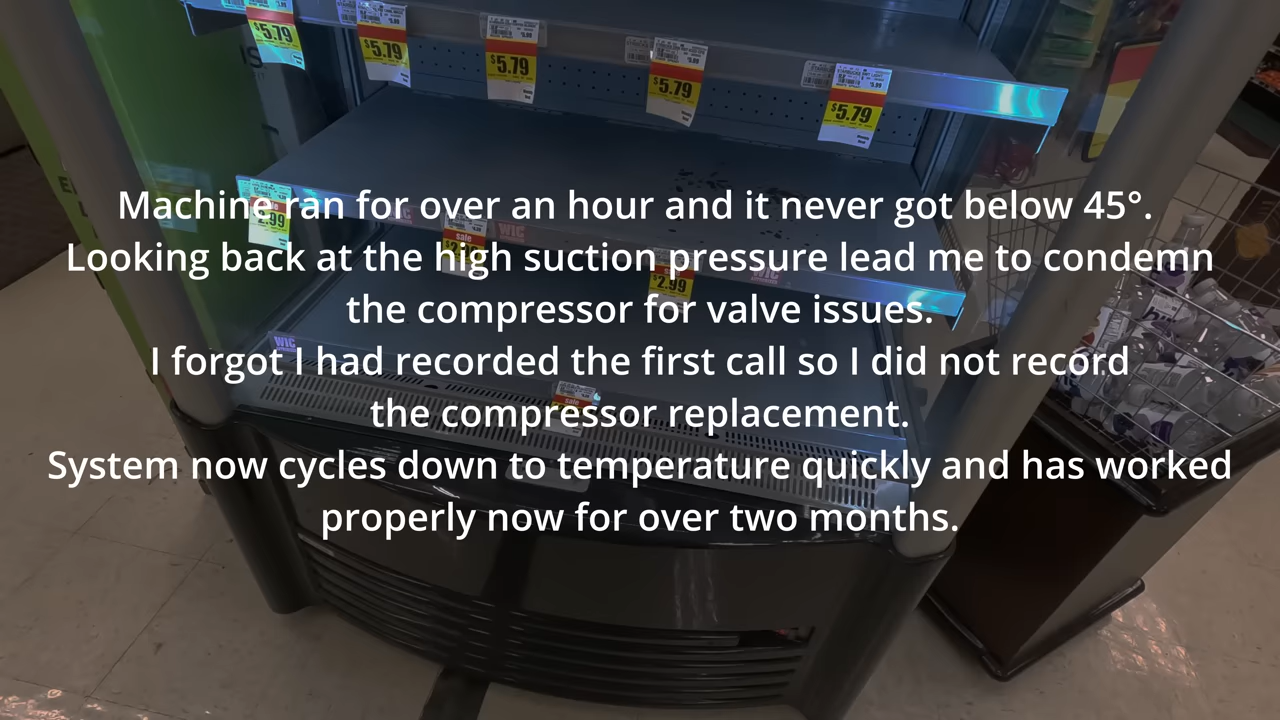 $5.79
$5.79
$5.79
$5.79
$5.79
Machine ran for over an hour and it never got below 45°.
sale
Looking back at the high suction pressure lead me to condemn
$2.99
the compressor for valve issues.
WIC
I forgot I had recorded the first call so I did not record
sale
the compressor replacement.
System now cycles down to temperature quickly and has worked
properly now for over two months.